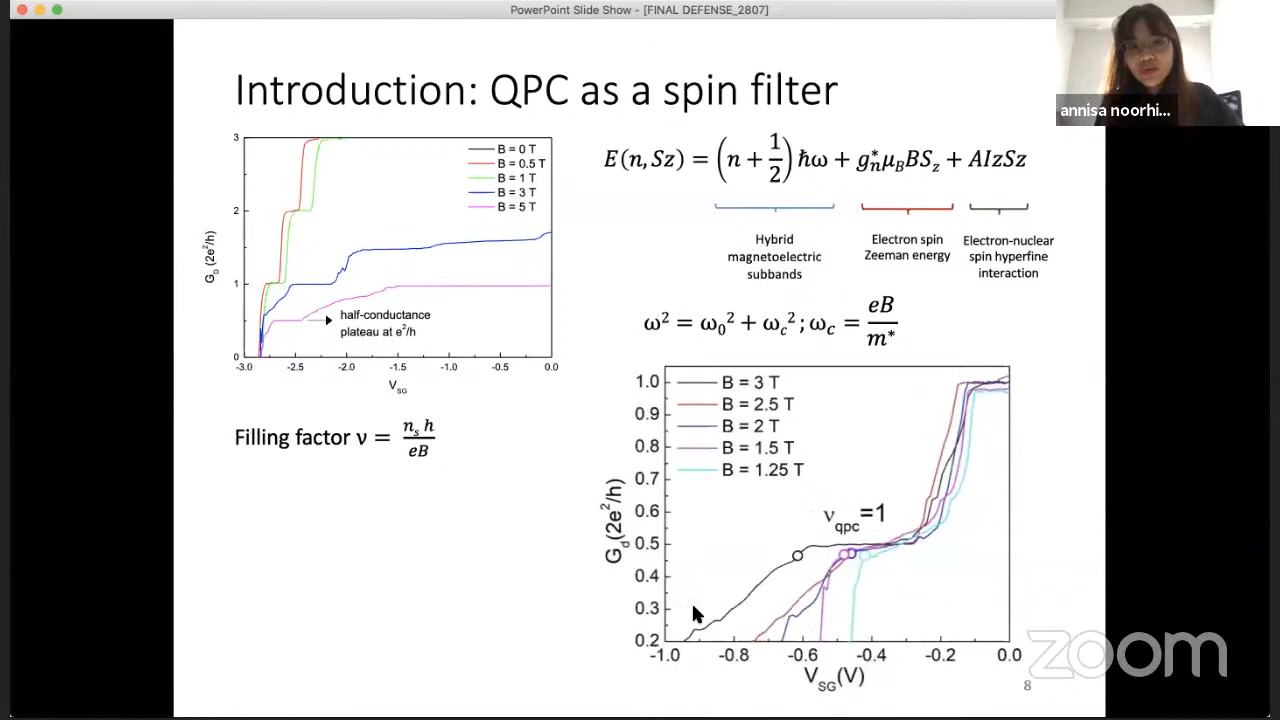 PowerPoint Slide Show - [FINAL DEFENSE_2807]
annisa noorhi...
Introduction: QPC as a spin filter
3
2
1
0
G_D (2e²/h)
B = 0 T
B = 0.5 T
B = 1 T
B = 3 T
B = 5 T
half-conductance
plateau at e²/h
-3.0 -2.5 -2.0 -1.5 -1.0 -0.5 0.0
V_SG
Filling factor ν = n_s h / eB
E(n, Sz) = (n + 1/2) ħω + g_n^* μ_B BS_z + AIzSz
Hybrid
magnetoelectric
subbands
Electron spin
Zeeman energy
Electron-nuclear
spin hyperfine
interaction
ω² = ω₀² + ω_c² ; ω_c = eB / m*
1.0
0.9
0.8
0.7
0.6
0.5
0.4
0.3
0.2
G_d(2e²/h)
B = 3 T
B = 2.5 T
B = 2 T
B = 1.5 T
B = 1.25 T
ν_qpc=1
-1.0 -0.8 -0.6 -0.4 -0.2 0.0
V_SG(V)
8
zoom